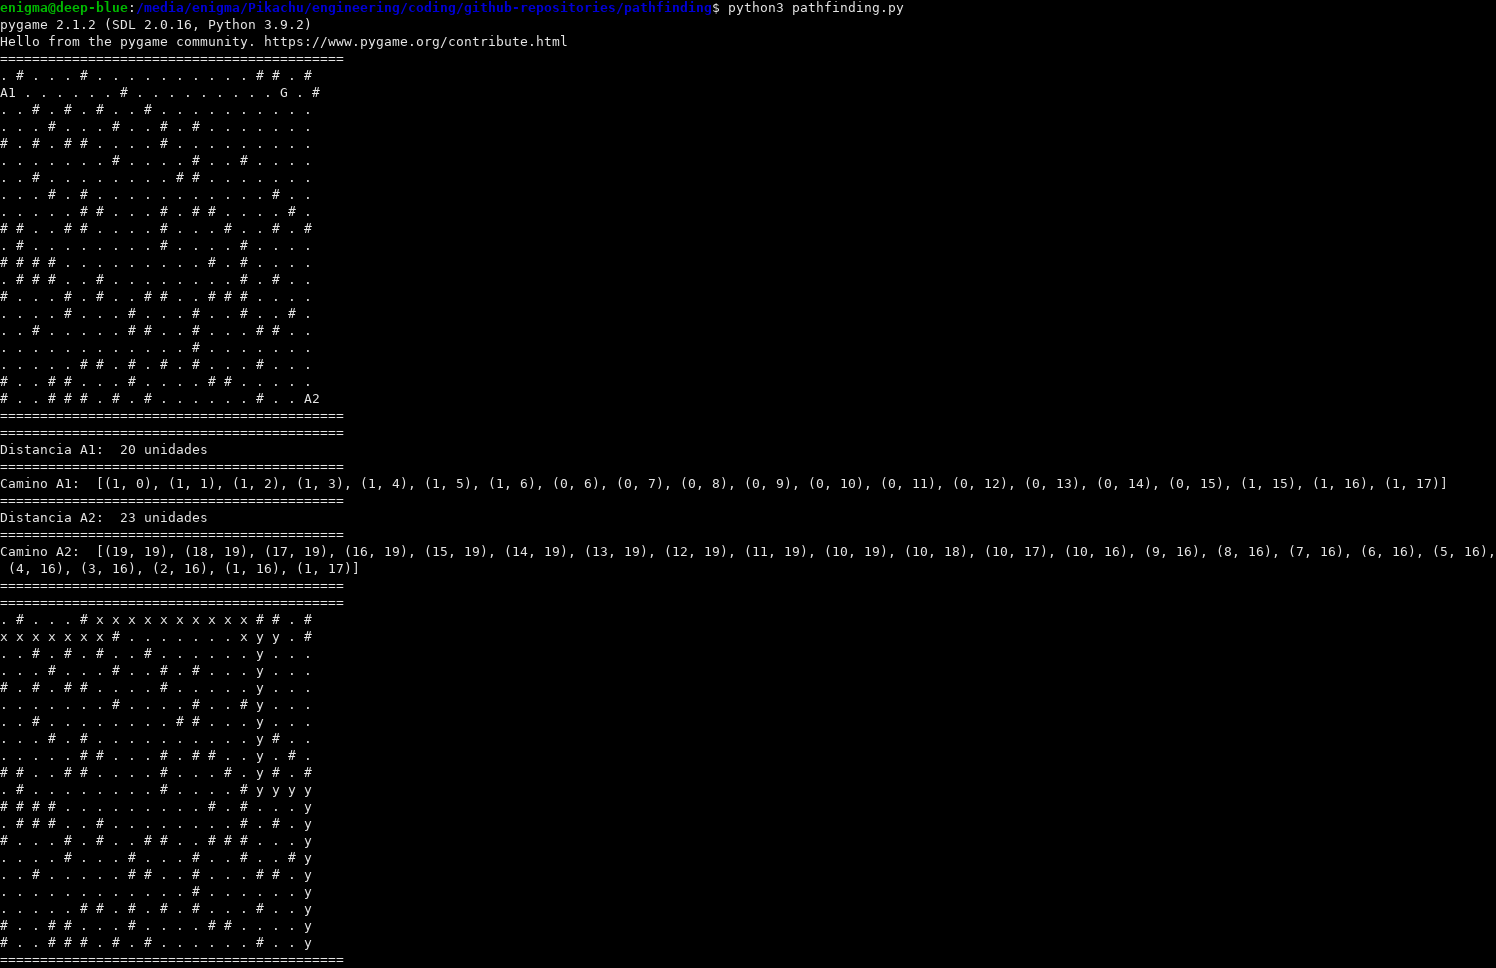 enigma@deep-blue:/media/enigma/Pikachu/engineering/coding/github-repositories/pathfinding$ python3 pathfinding.py
pygame 2.1.2 (SDL 2.0.16, Python 3.9.2)
Hello from the pygame community. https://www.pygame.org/contribute.html
===========================================
. # . . . # . . . . . . . . . . # # . #
A1 . . . . . . # . . . . . . . . . G . #
. . # . # . # . . # . . . . . . . . . .
. . . # . . . # . . # . # . . . . . . .
# . # . # # . . . . # . . . . . . . . .
. . . . . . . # . . . . # . . # . . . .
. . # . . . . . . . . # # . . . . . . .
. . . # . # . . . . . . . . . . . # . .
. . . . . # # . . . # . # # . . . . # .
# # . . # # . . . . # . . . # . . # . #
. # . . . . . . . . # . . . . # . . . .
# # # # . . . . . . . . . # . # . . . .
. # # # . . # . . . . . . . . # . # . .
# . . . # . # . . # # . . # # # . . . .
. . . . # . . . # . . . # . . # . . # .
. . # . . . . . # # . . # . . . # # . .
. . . . . . . . . . . . # . . . . . . .
. . . . . # # . # . # . # . . . # . . .
# . . # # . . . # . . . . # # . . . . .
# . . # # # . # . # . . . . . . # . . A2
===========================================
===========================================
Distancia A1:  20 unidades
===========================================
Camino A1:  [(1, 0), (1, 1), (1, 2), (1, 3), (1, 4), (1, 5), (1, 6), (0, 6), (0, 7), (0, 8), (0, 9), (0, 10), (0, 11), (0, 12), (0, 13), (0, 14), (0, 15), (1, 15), (1, 16), (1, 17)]
===========================================
Distancia A2:  23 unidades
===========================================
Camino A2:  [(19, 19), (18, 19), (17, 19), (16, 19), (15, 19), (14, 19), (13, 19), (12, 19), (11, 19), (10, 19), (10, 18), (10, 17), (10, 16), (9, 16), (8, 16), (7, 16), (6, 16), (5, 16),
(4, 16), (3, 16), (2, 16), (1, 16), (1, 17)]
===========================================
===========================================
. # . . . # x x x x x x x x x x # # . #
x x x x x x x # . . . . . . . x y y . #
. . # . # . # . . # . . . . . . y . . .
. . . # . . . # . . # . # . . . y . . .
# . # . # # . . . . # . . . . . y . . .
. . . . . . . # . . . . # . . # y . . .
. . # . . . . . . . . # # . . . y . . .
. . . # . # . . . . . . . . . . y # . .
. . . . . # # . . . # . # # . . y . # .
# # . . # # . . . . # . . . # . y # . #
. # . . . . . . . . # . . . . # y y y y
# # # # . . . . . . . . . # . # . . . y
. # # # . . # . . . . . . . . # . # . y
# . . . # . # . . # # . . # # # . . . y
. . . . # . . . # . . . # . . # . . # y
. . # . . . . . # # . . # . . . # # . y
. . . . . . . . . . . . # . . . . . . y
. . . . . # # . # . # . # . . . # . . y
# . . # # . . . # . . . . # # . . . . y
# . . # # # . # . # . . . . . . # . . y
===========================================